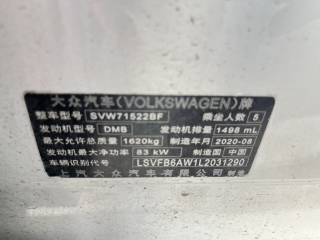 大众汽车(VOLKSWAGEN)牌
整车型号 SVW71522BF 乘坐人数 5
发动机型号 DMB 发动机排量 1498 mL
最大允许总质量 1620kg 制造年月 2020-08
发动机最大净功率 83 kW 制造国 中国
车辆识别代号 LSVFB6AW1L2031290
上汽大众汽车有限公司 制造